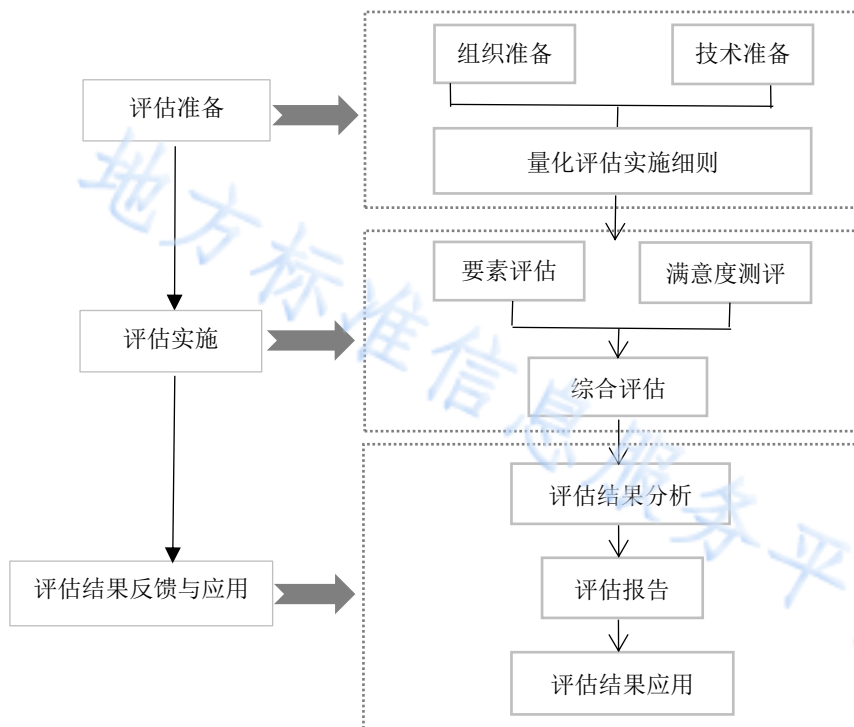 组织准备
技术准备
评估准备
量化评估实施细则
要素评估
满意度测评
评估实施
综合评估
评估结果分析
评估结果反馈与应用
评估报告
评估结果应用
地方标准信息服务平